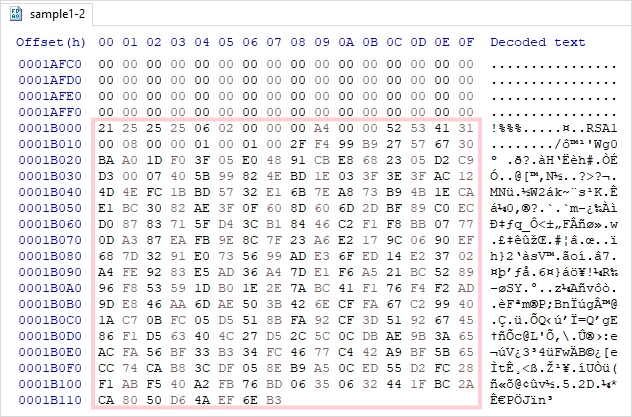 sample1-2
Offset(h) 00 01 02 03 04 05 06 07 08 09 0A 0B 0C 0D 0E 0F Decoded text
0001AFC0 00 00 00 00 00 00 00 00 00 00 00 00 00 00 00 00 ................
0001AFD0 00 00 00 00 00 00 00 00 00 00 00 00 00 00 00 00 ................
0001AFE0 00 00 00 00 00 00 00 00 00 00 00 00 00 00 00 00 ................
0001AFF0 00 00 00 00 00 00 00 00 00 00 00 00 00 00 00 00 ................
0001B000 21 25 25 25 06 02 00 00 00 A4 00 00 52 53 41 31 !%%%.....¤..RSA1
0001B010 00 08 00 00 01 00 01 00 2F F4 99 B9 27 57 67 30 ......../ô™¹'Wg0
0001B020 BA A0 1D F0 3F 05 E0 48 91 CB E8 68 23 05 D2 C9 º .ð?.àH'Ëèh#.ÒÉ
0001B030 D3 00 07 40 5B 99 82 4E BD 1E 03 3F 3E 3F AC 12 Ó..@[™‚N½..?>?¬.
0001B040 4D 4E FC 1B BD 57 32 E1 6B 7E A8 73 B9 4B 1E CA MNü.½W2ák~¨s¹K.Ê
0001B050 E1 BC 30 82 AE 3F 0F 60 8D 60 6D 2D BF 89 C0 EC á¼0‚®?.`.`m-¿‰Àì
0001B060 D0 87 83 71 5F D4 3C B1 84 46 C2 F1 F8 BB 07 77 Ð‡ƒq_Ô<±„FÂñø».w
0001B070 0D A3 87 EA FB 9E 8C 7F 23 A6 E2 17 9C 06 90 EF .£‡êûžŒ.#¦â.œ..ï
0001B080 68 7D 32 91 E0 73 56 99 AD E3 6F ED 14 E2 37 02 h}2'àsV™.ãoí.â7.
0001B090 A4 FE 92 83 E5 AD 36 A4 7D E1 F6 A5 21 BC 52 89 ¤þ'ƒå.6¤}áö¥!¼R‰
0001B0A0 96 F8 53 59 1D B0 1E 2E 7A BC 41 F1 76 F4 F2 AD –øSY.°..z¼Añvôò.
0001B0B0 9D E8 46 AA 6D AE 50 3B 42 6E CF FA 67 C2 99 40 .èFªm®P;BnÏúgÂ™@
0001B0C0 1A C7 0B FC 05 D5 51 8B FA 92 CF 3D 51 92 67 45 .Ç.ü.ÕQ‹ú'Ï=Q'gE
0001B0D0 86 F1 D5 63 40 4C 27 D5 2C 5C 0C DB AE 9B 3A 65 †ñÕc@L'Õ,\.Û®›:e
0001B0E0 AC FA 56 BF 33 B3 34 FC 46 77 C4 42 A9 BF 5B 65 ¬úV¿3³4üFwÄB©¿[e
0001B0F0 CC 74 CA B8 3C DF 05 8E B9 A5 0C ED 55 D2 FC 28 ÌtÊ¸<ß.Ž¹¥.íUÒü(
0001B100 F1 AB F5 40 A2 FB 76 BD 06 35 06 32 44 1F BC 2A ñ«õ@¢ûv½.5.2D.¼*
0001B110 CA 80 50 D6 4A EF 6E B3 Ê€PÖJïn³